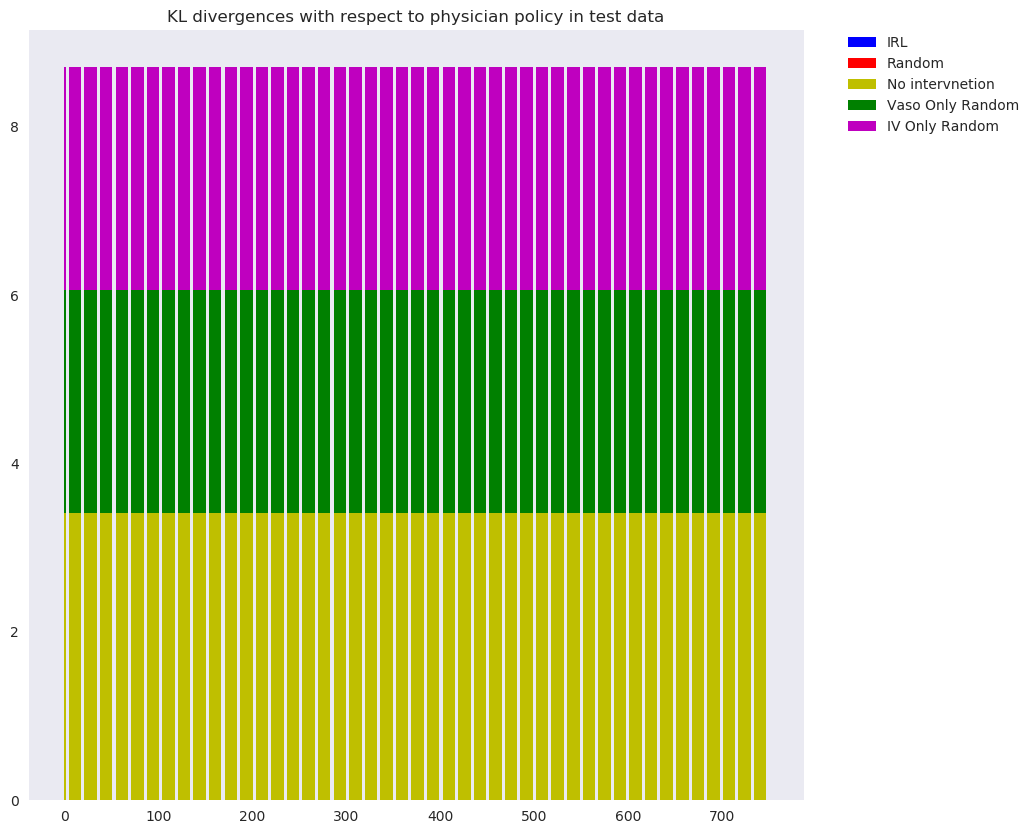 KL divergences with respect to physician policy in test data
IRL
Random
No intervnetion
Vaso Only Random
IV Only Random
8
6
4
2
0
0 100 200 300 400 500 600 700